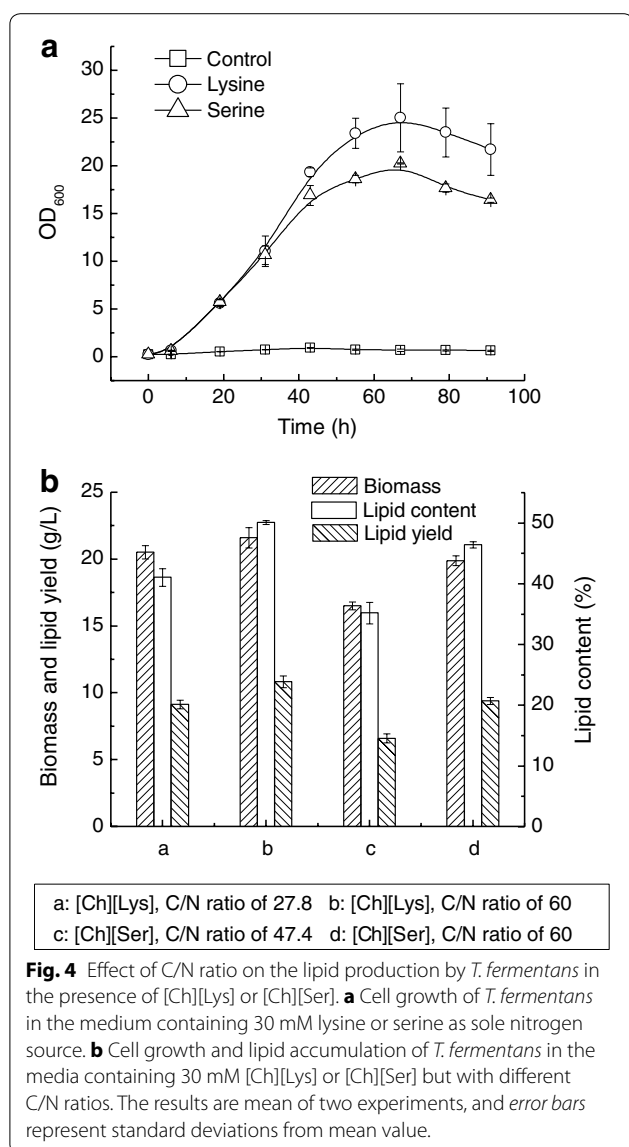 a
Control
Lysine
Serine
30
25
20
15
10
5
0
OD600
0 20 40 60 80 100
Time (h)
b
Biomass
Lipid content
Lipid yield
25
20
15
10
5
0
Biomass and lipid yield (g/L)
50
40
30
20
10
0
Lipid content (%)
a b c d
a: [Ch][Lys], C/N ratio of 27.8 b: [Ch][Lys], C/N ratio of 60
c: [Ch][Ser], C/N ratio of 47.4 d: [Ch][Ser], C/N ratio of 60
Fig. 4 Effect of C/N ratio on the lipid production by T. fermentans in
the presence of [Ch][Lys] or [Ch][Ser]. a Cell growth of T. fermentans
in the medium containing 30 mM lysine or serine as sole nitrogen
source. b Cell growth and lipid accumulation of T. fermentans in the
media containing 30 mM [Ch][Lys] or [Ch][Ser] but with different
C/N ratios. The results are mean of two experiments, and error bars
represent standard deviations from mean value.